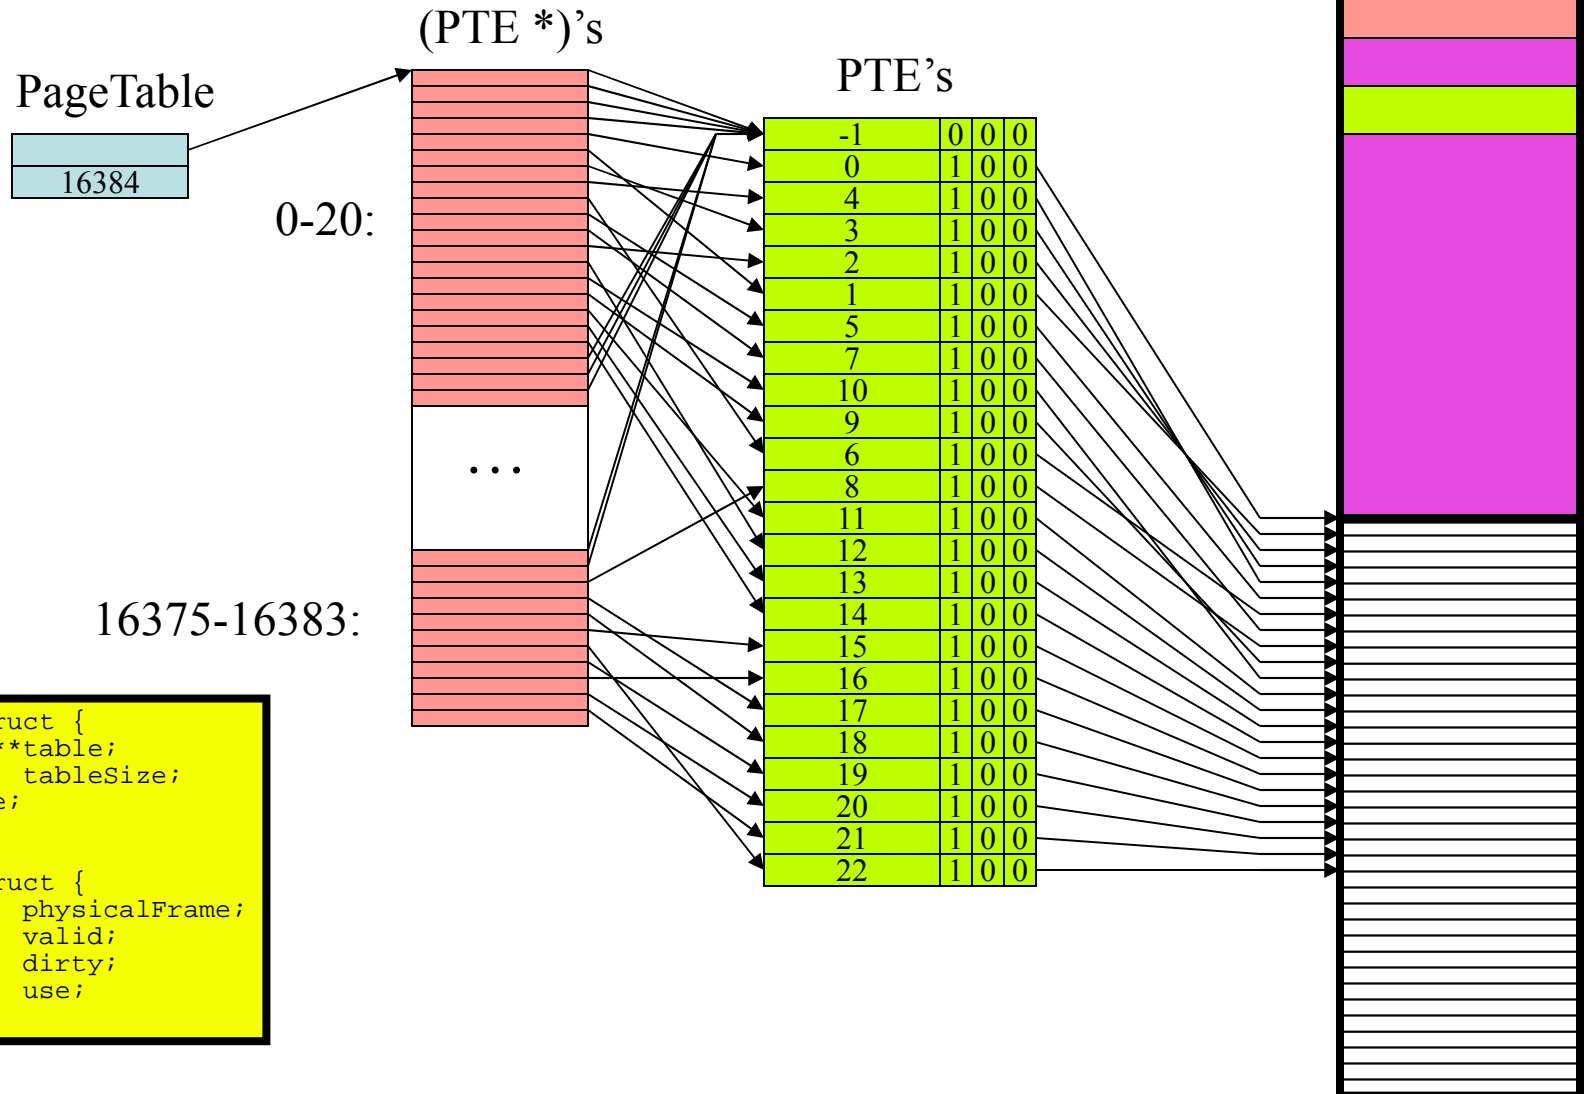 (PTE *)’s
PageTable
PTE’s
16384
0-20:
-1 0 0 0
0 1 0 0
4 1 0 0
3 1 0 0
2 1 0 0
1 1 0 0
5 1 0 0
7 1 0 0
10 1 0 0
9 1 0 0
6 1 0 0
8 1 0 0
11 1 0 0
12 1 0 0
13 1 0 0
14 1 0 0
15 1 0 0
16 1 0 0
17 1 0 0
18 1 0 0
19 1 0 0
20 1 0 0
21 1 0 0
22 1 0 0
...
16375-16383:
ruct {
**table;
tableSize;
e;
ruct {
physicalFrame;
valid;
dirty;
use;